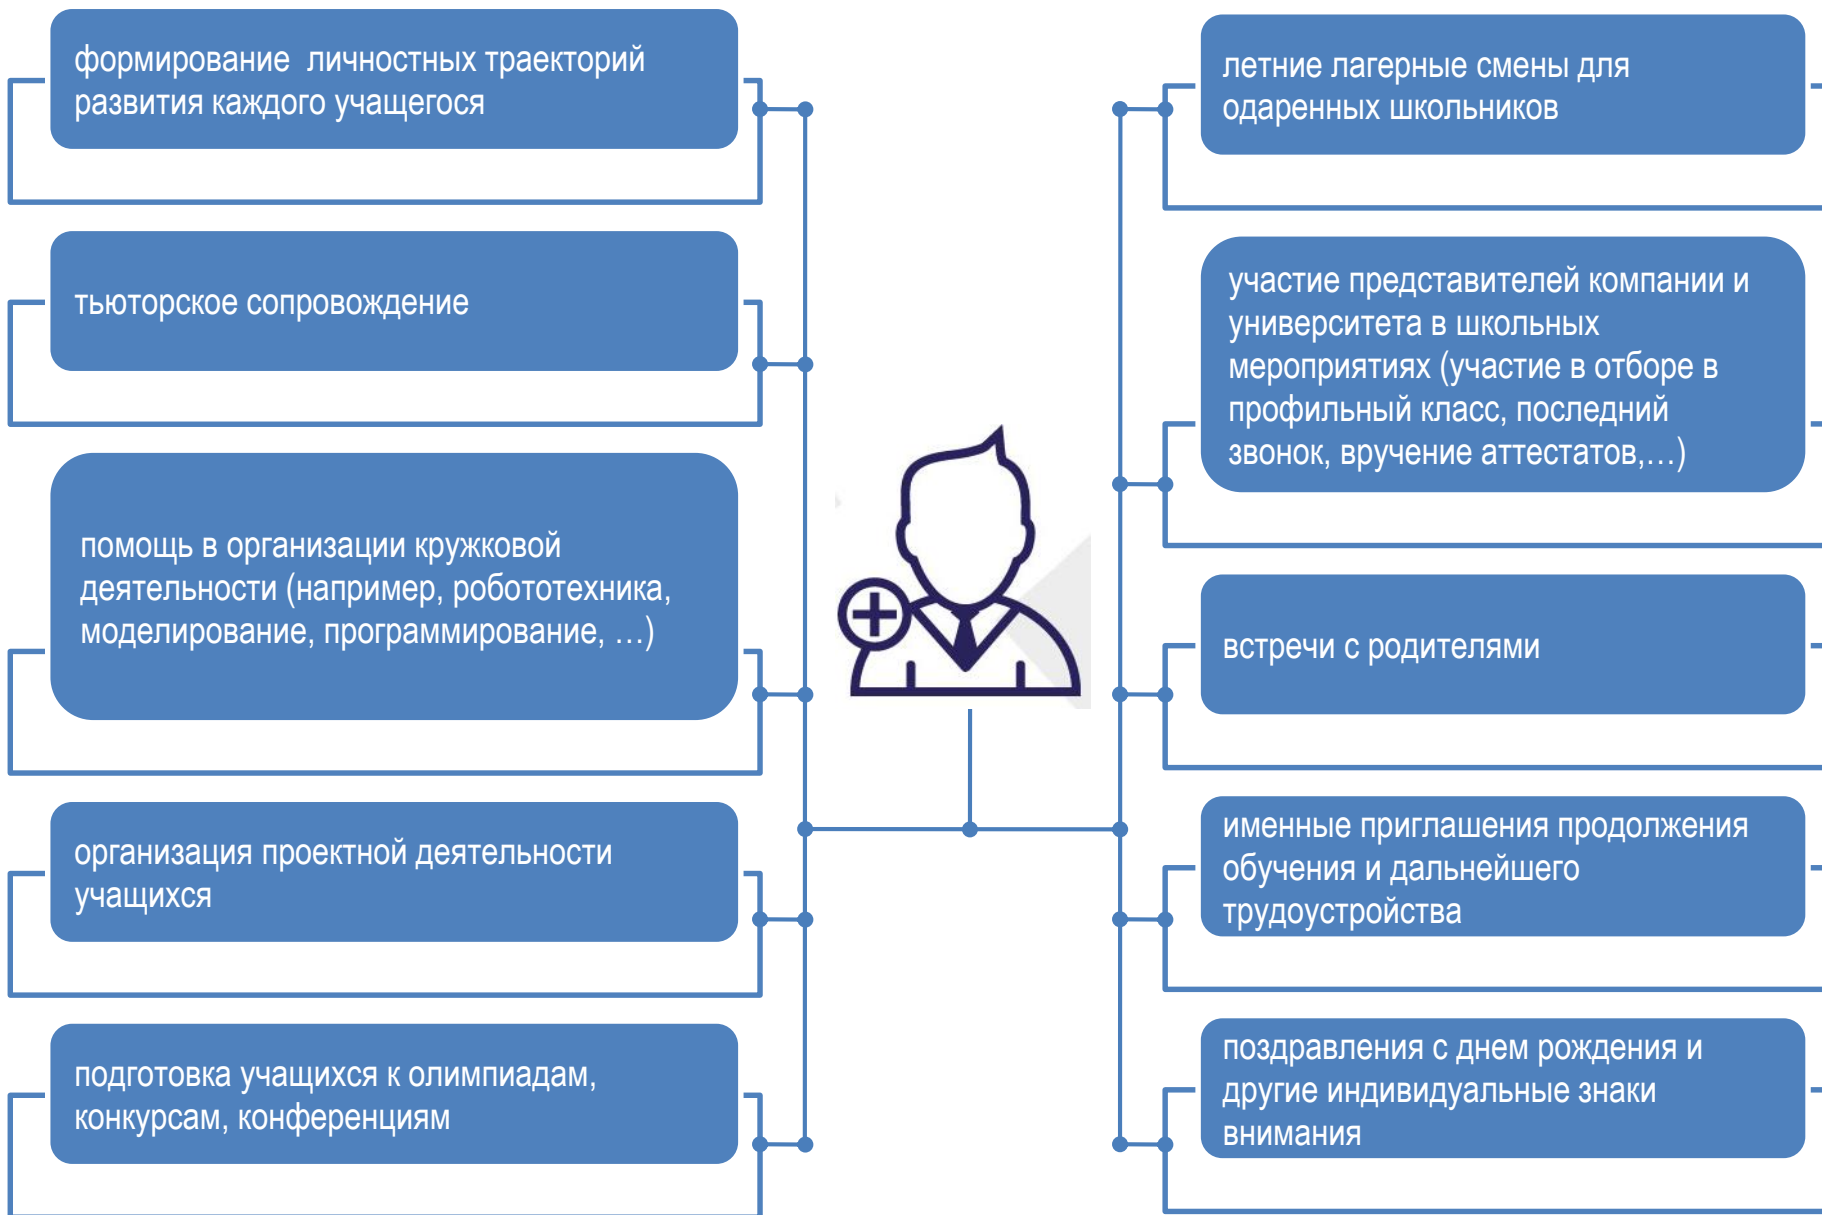 формирование личностных траекторий
развития каждого учащегося
тьюторское сопровождение
помощь в организации кружковой
деятельности (например, робототехника,
моделирование, программирование, …)
организация проектной деятельности
учащихся
подготовка учащихся к олимпиадам,
конкурсам, конференциям
летние лагерные смены для
одаренных школьников
участие представителей компании и
университета в школьных
мероприятиях (участие в отборе в
профильный класс, последний
звонок, вручение аттестатов,…)
встречи с родителями
именные приглашения продолжения
обучения и дальнейшего
трудоустройства
поздравления с днем рождения и
другие индивидуальные знаки
внимания